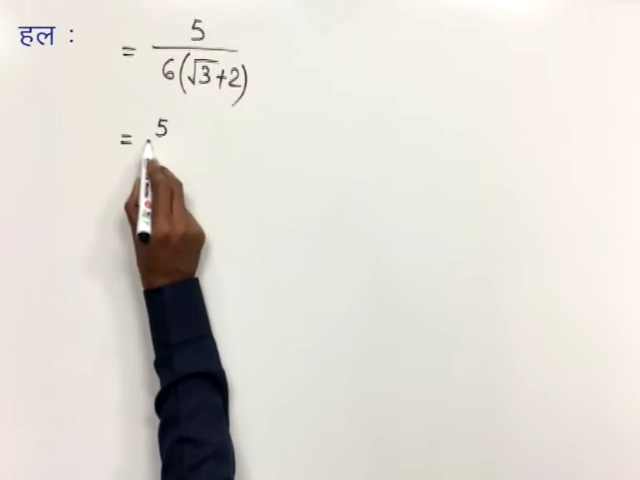 हल :
= 5 / 6(√3+2)
= 5